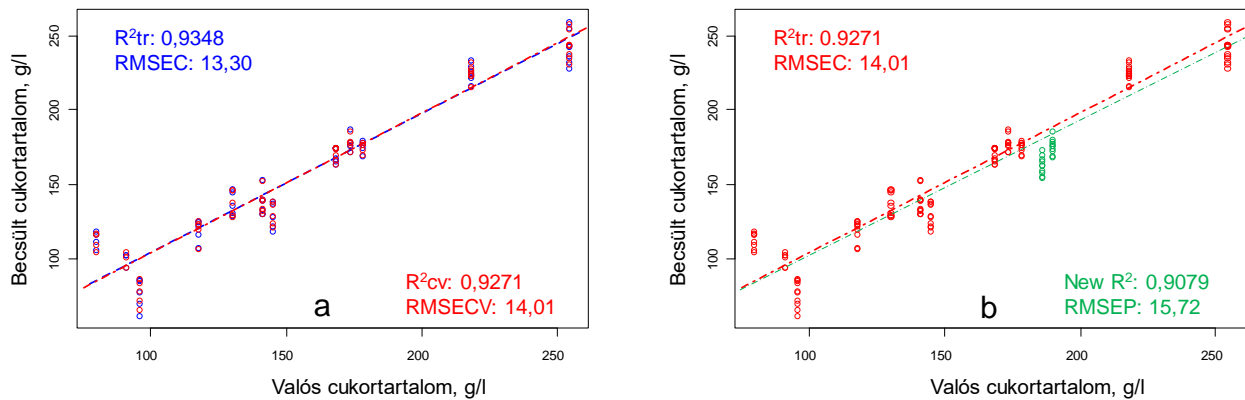 R²tr: 0,9348
RMSEC: 13,30
R²cv: 0,9271
RMSECV: 14,01
a
Becsült cukortartalom, g/l
250
200
150
100
100
150
200
250
Valós cukortartalom, g/l
R²tr: 0.9271
RMSEC: 14,01
New R²: 0,9079
RMSEP: 15,72
b
Becsült cukortartalom, g/l
250
200
150
100
100
150
200
250
Valós cukortartalom, g/l